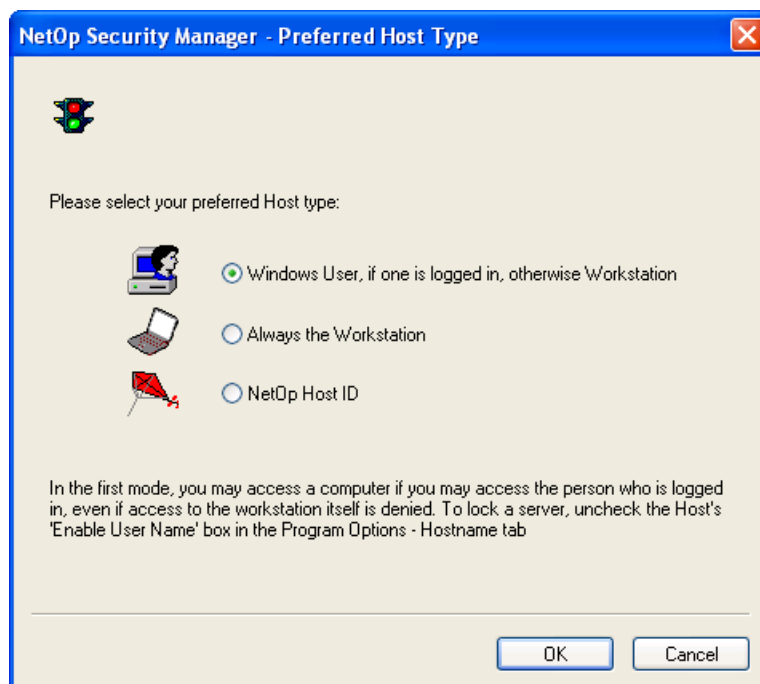 NetOp Security Manager - Preferred Host Type
Please select your preferred Host type:
Windows User, if one is logged in, otherwise Workstation
Always the Workstation
NetOp Host ID
In the first mode, you may access a computer if you may access the person who is logged
in, even if access to the workstation itself is denied. To lock a server, uncheck the Host's
'Enable User Name' box in the Program Options - Hostname tab
OK
Cancel